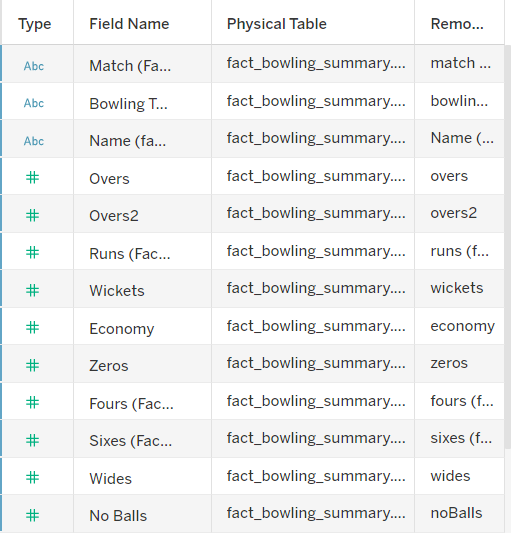 Type Field Name Physical Table Remo...
Abc Match (Fa... fact_bowling_summary.... match ...
Abc Bowling T... fact_bowling_summary.... bowlin...
Abc Name (fa... fact_bowling_summary.... Name (...
# Overs fact_bowling_summary.... overs
# Overs2 fact_bowling_summary.... overs2
# Runs (Fac... fact_bowling_summary.... runs (f...
# Wickets fact_bowling_summary.... wickets
# Economy fact_bowling_summary.... economy
# Zeros fact_bowling_summary.... zeros
# Fours (Fac... fact_bowling_summary.... fours (f...
# Sixes (Fac... fact_bowling_summary.... sixes (f...
# Wides fact_bowling_summary.... wides
# No Balls fact_bowling_summary.... noBalls